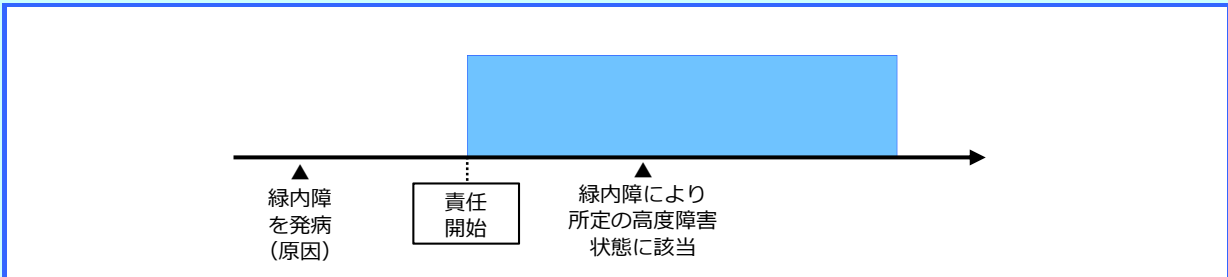 ▲
緑内障
を発病
(原因)
責任
開始
▲
緑内障により
所定の高度障害
状態に該当